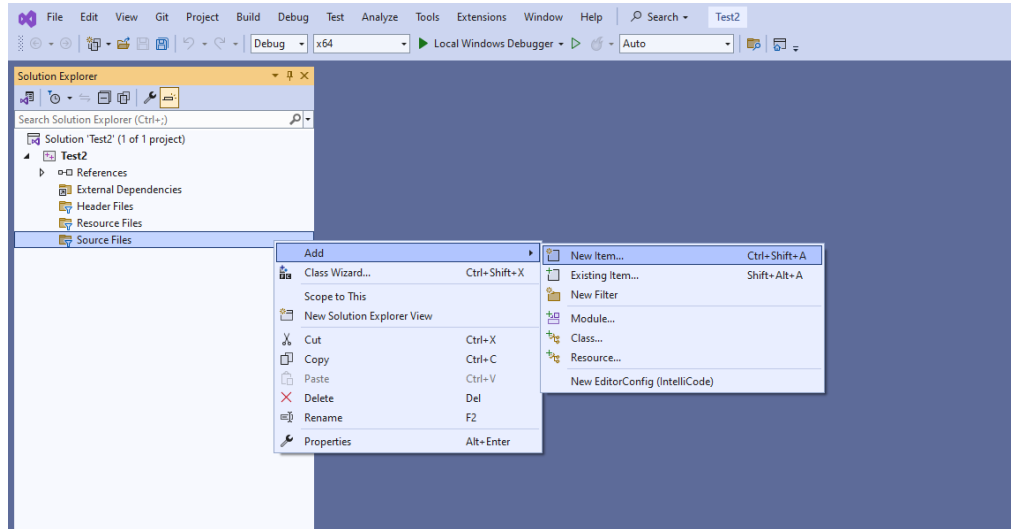 File Edit View Git Project Build Debug Test Analyze Tools Extensions Window Help Search Test2
Debug x64 Local Windows Debugger Auto
Solution Explorer
Search Solution Explorer (Ctrl+;)
Solution 'Test2' (1 of 1 project)
Test2
References
External Dependencies
Header Files
Resource Files
Source Files
Add
Class Wizard... Ctrl+Shift+X
Scope to This
New Solution Explorer View
Cut Ctrl+X
Copy Ctrl+C
Paste Ctrl+V
Delete Del
Rename F2
Properties Alt+Enter
New Item... Ctrl+Shift+A
Existing Item... Shift+Alt+A
New Filter
Module...
Class...
Resource...
New EditorConfig (IntelliCode)